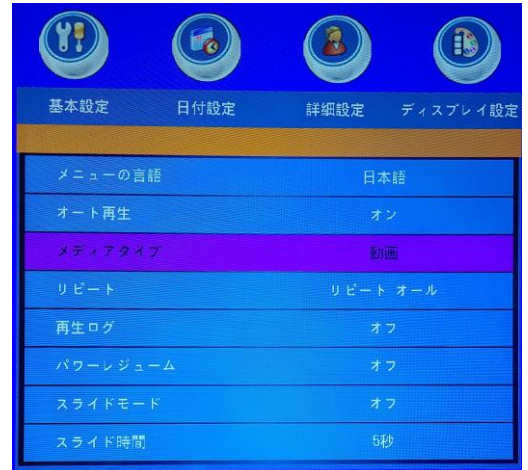 基本設定 日付設定 詳細設定 ディスプレイ設定
メニューの言語 日本語
オート再生 オン
メディアタイプ 動画
リピート リピート オール
再生ログ オフ
パワーレジューム オフ
スライドモード オフ
スライド時間 5秒